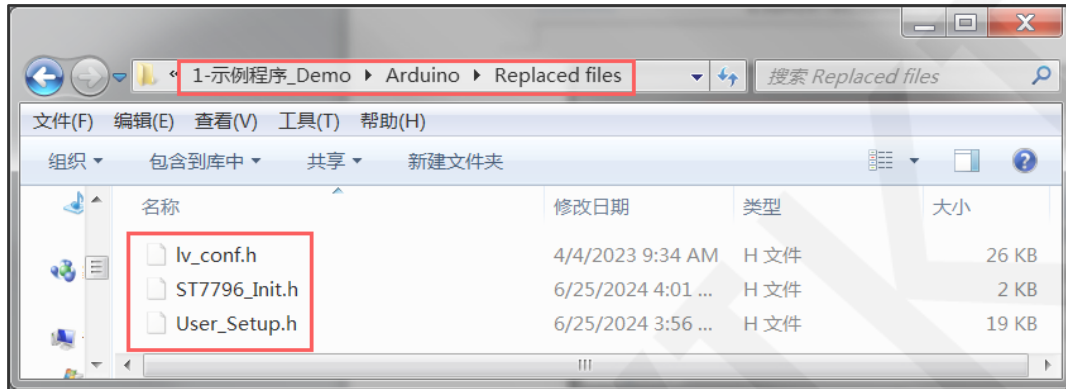 « 1-示例程序_Demo ▸ Arduino ▸ Replaced files
搜索 Replaced files
文件(F) 编辑(E) 查看(V) 工具(T) 帮助(H)
组织 包含到库中 共享 新建文件夹
名称 修改日期 类型 大小
lv_conf.h 4/4/2023 9:34 AM H 文件 26 KB
ST7796_Init.h 6/25/2024 4:01 ... H 文件 2 KB
User_Setup.h 6/25/2024 3:56 ... H 文件 19 KB